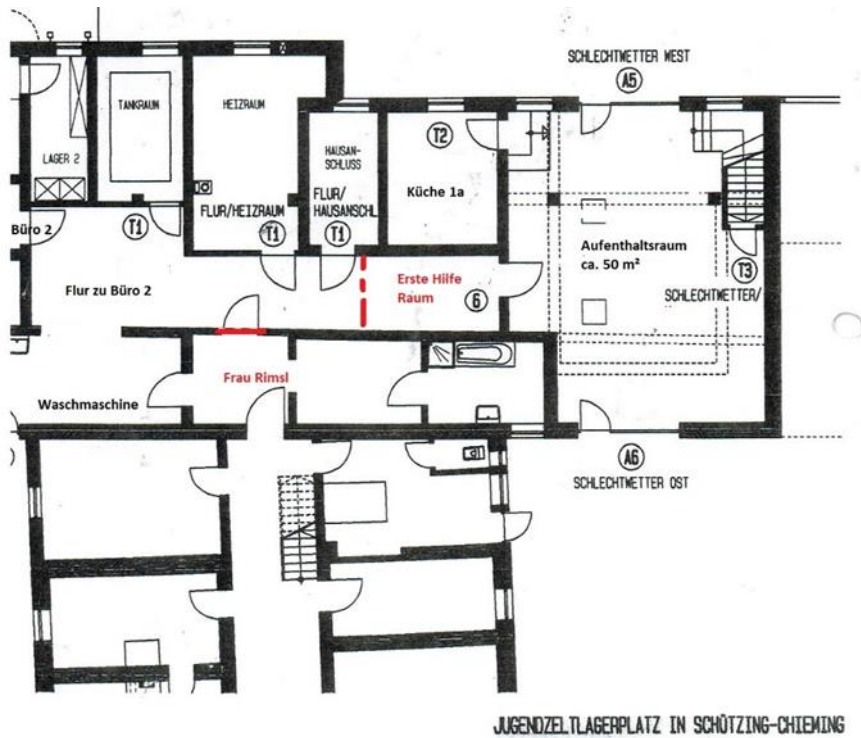 SCHLECHTWETTER WEST
A5
TANKRAUM
HEIZRAUM
LAGER 2
HAUSAN-
SCHLUSS
T2
Küche 1a
FLUR/
HAUSANSCHL
FLUR/HEIZRAUM
T1
T1
T1
Büro 2
Aufenthaltsraum
ca. 50 m²
T3
SCHLECHTWETTER/
Flur zu Büro 2
Erste Hilfe
Raum
6
Frau Rimsl
Waschmaschine
A6
SCHLECHTWETTER OST
JUGENDZELTLAGERPLATZ IN SCHÜTZING-CHIEMING